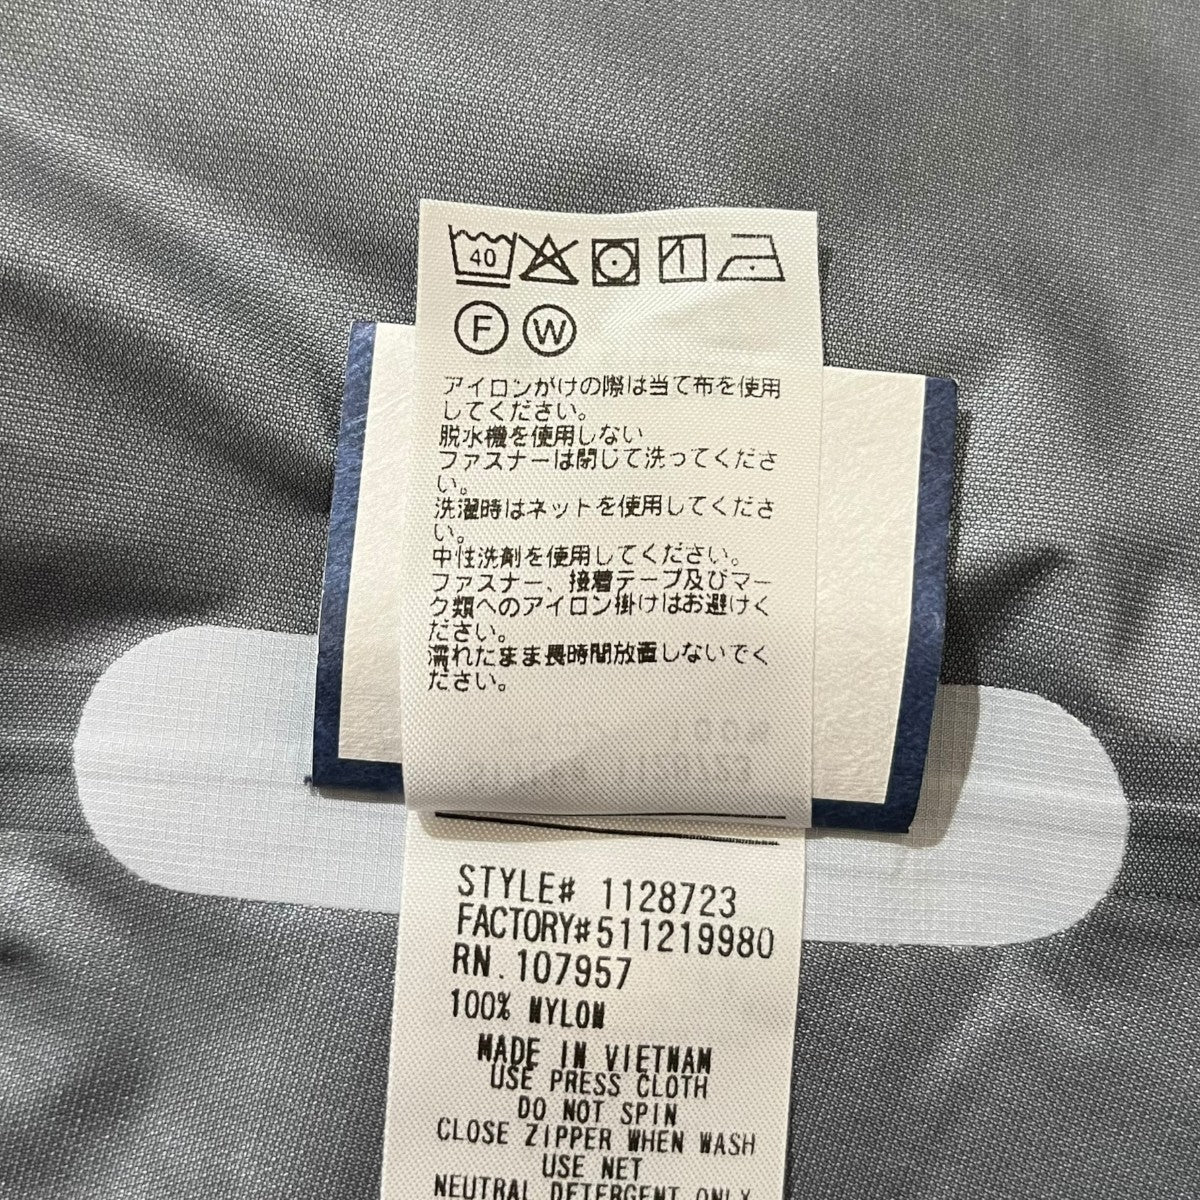 40
F W
アイロンがけの際は当て布を使用
してください。
脱水機を使用しない
ファスナーは閉じて洗ってくださ
い。
洗濯時はネットを使用してくださ
い。
中性洗剤を使用してください。
ファスナー、接着テープ及びマー
ク類へのアイロン掛けはお避けく
ださい。
濡れたまま長時間放置しないでく
ださい。
STYLE# 1128723
FACTORY#511219980
RN.107957
100% NYLON
MADE IN VIETNAM
USE PRESS CLOTH
DO NOT SPIN
CLOSE ZIPPER WHEN WASH
USE NET
NEUTRAL DETERGENT ONLY